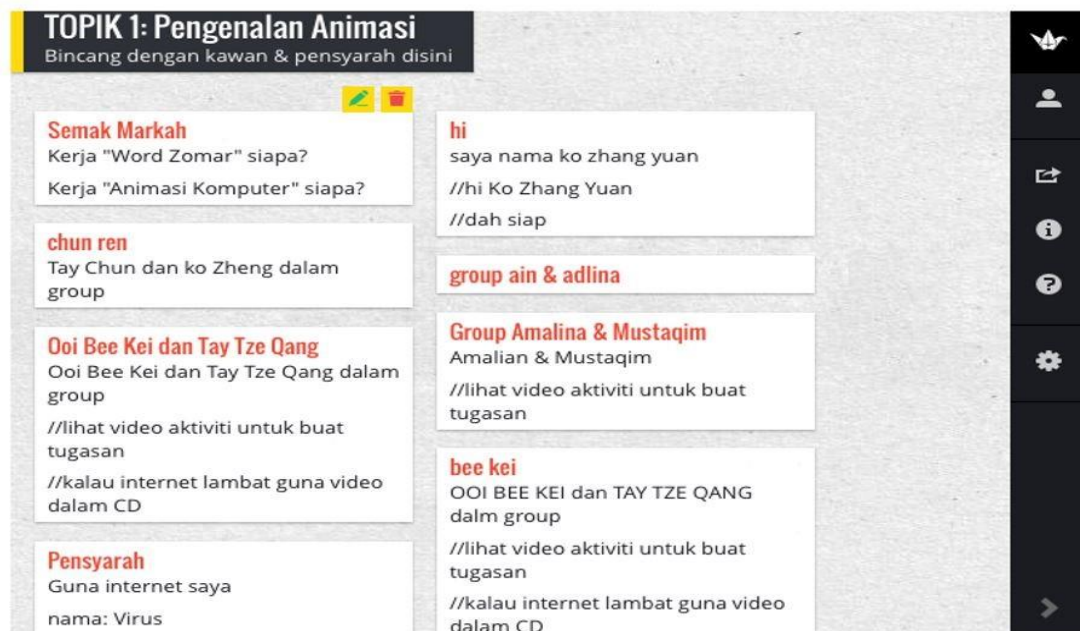 TOPIK 1: Pengenalan Animasi
Bincang dengan kawan & pensyarah disini
Semak Markah
Kerja "Word Zomar" siapa?
Kerja "Animasi Komputer" siapa?
chun ren
Tay Chun dan ko Zheng dalam
group
Ooi Bee Kei dan Tay Tze Qang
Ooi Bee Kei dan Tay Tze Qang dalam
group
//lihat video aktiviti untuk buat
tugasan
//kalau internet lambat guna video
dalam CD
Pensyarah
Guna internet saya
nama: Virus
hi
saya nama ko zhang yuan
//hi Ko Zhang Yuan
//dah siap
group ain & adlina
Group Amalina & Mustaqim
Amalian & Mustaqim
//lihat video aktiviti untuk buat
tugasan
bee kei
OOI BEE KEI dan TAY TZE QANG
dalm group
//lihat video aktiviti untuk buat
tugasan
//kalau internet lambat guna video
dalam CD